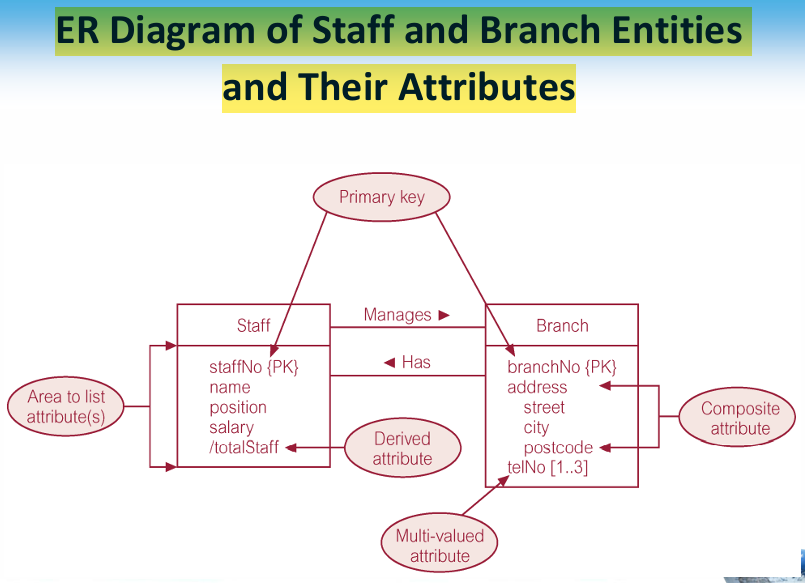 ER Diagram of Staff and Branch Entities
and Their Attributes
Primary key
Manages ►
Staff
Branch
◄ Has
staffNo {PK}
name
position
salary
/totalStaff
branchNo {PK}
address
street
city
postcode
telNo [1..3]
Area to list
attribute(s)
Derived
attribute
Composite
attribute
Multi-valued
attribute